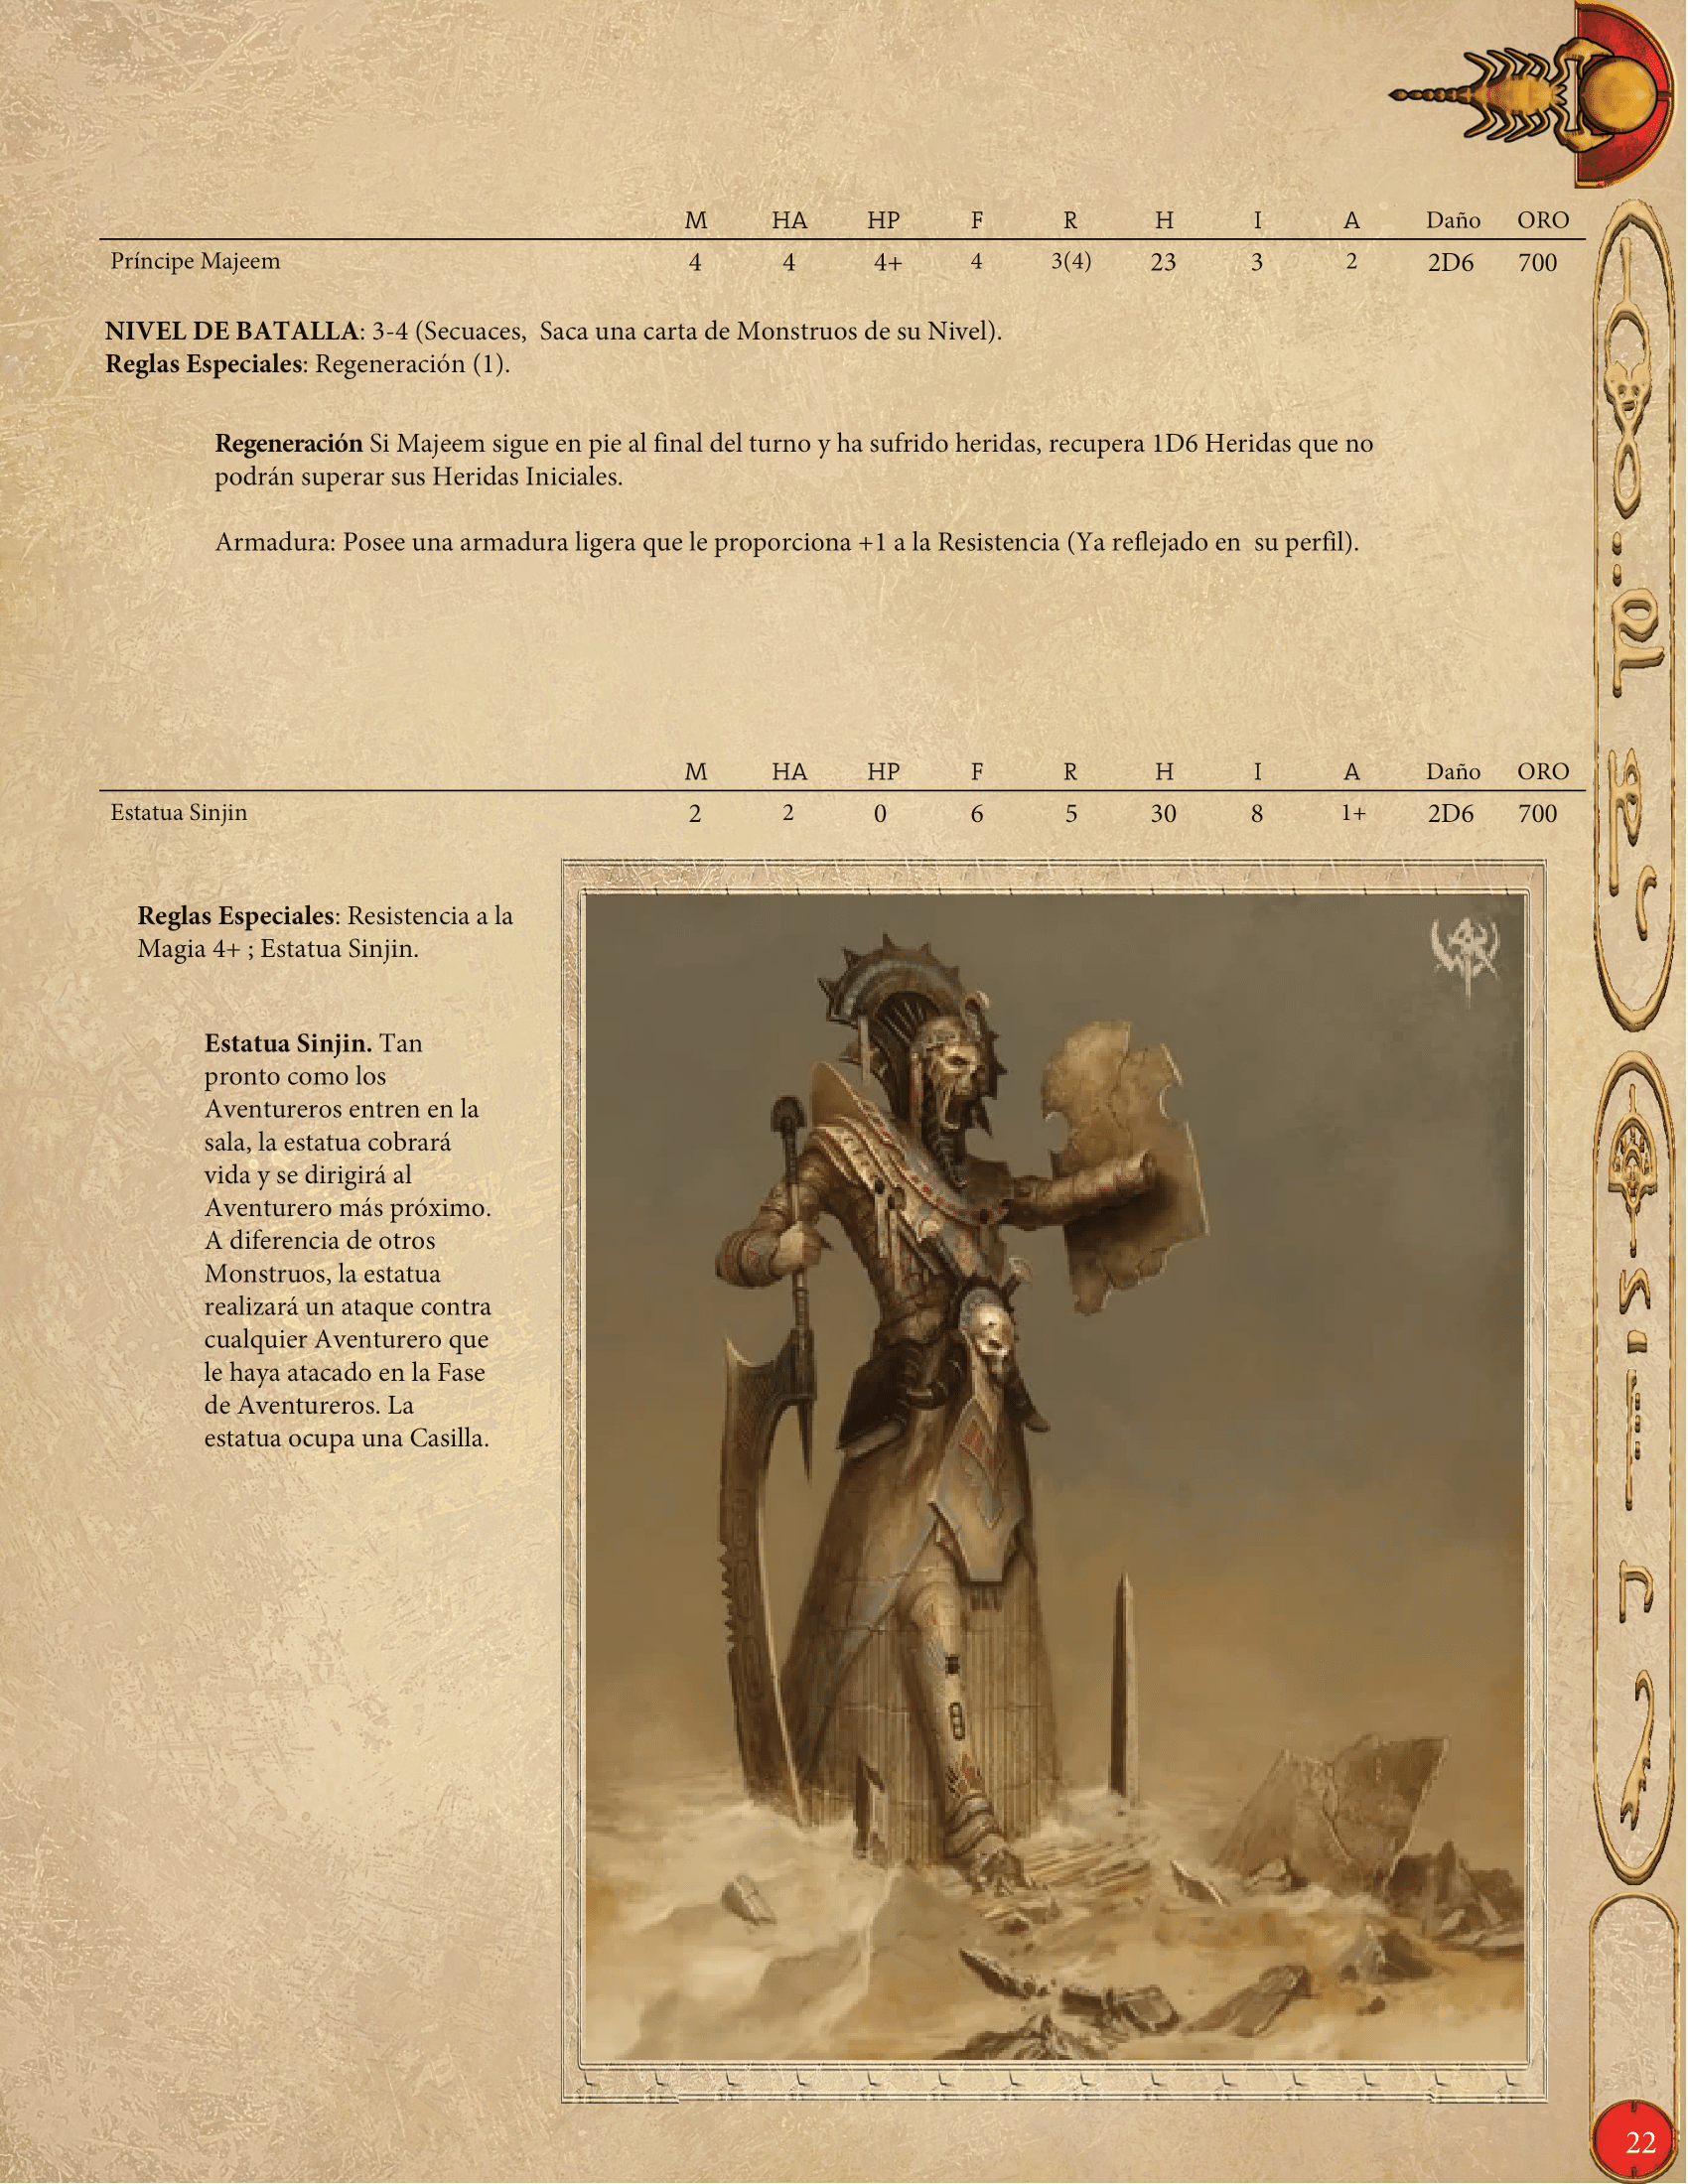 M HA HP F R H I A Daño ORO
Príncipe Majeem 4 4 4+ 4 3(4) 23 3 2 2D6 700
NIVEL DE BATALLA: 3-4 (Secuaces, Saca una carta de Monstruos de su Nivel).
Reglas Especiales: Regeneración (1).
Regeneración Si Majeem sigue en pie al final del turno y ha sufrido heridas, recupera 1D6 Heridas que no
podrán superar sus Heridas Iniciales.
Armadura: Posee una armadura ligera que le proporciona +1 a la Resistencia (Ya reflejado en su perfil).
M HA HP F R H I A Daño ORO
Estatua Sinjin 2 2 0 6 5 30 8 1+ 2D6 700
Reglas Especiales: Resistencia a la
Magia 4+ ; Estatua Sinjin.
Estatua Sinjin. Tan
pronto como los
Aventureros entren en la
sala, la estatua cobrará
vida y se dirigirá al
Aventurero más próximo.
A diferencia de otros
Monstruos, la estatua
realizará un ataque contra
cualquier Aventurero que
le haya atacado en la Fase
de Aventureros. La
estatua ocupa una Casilla.
22